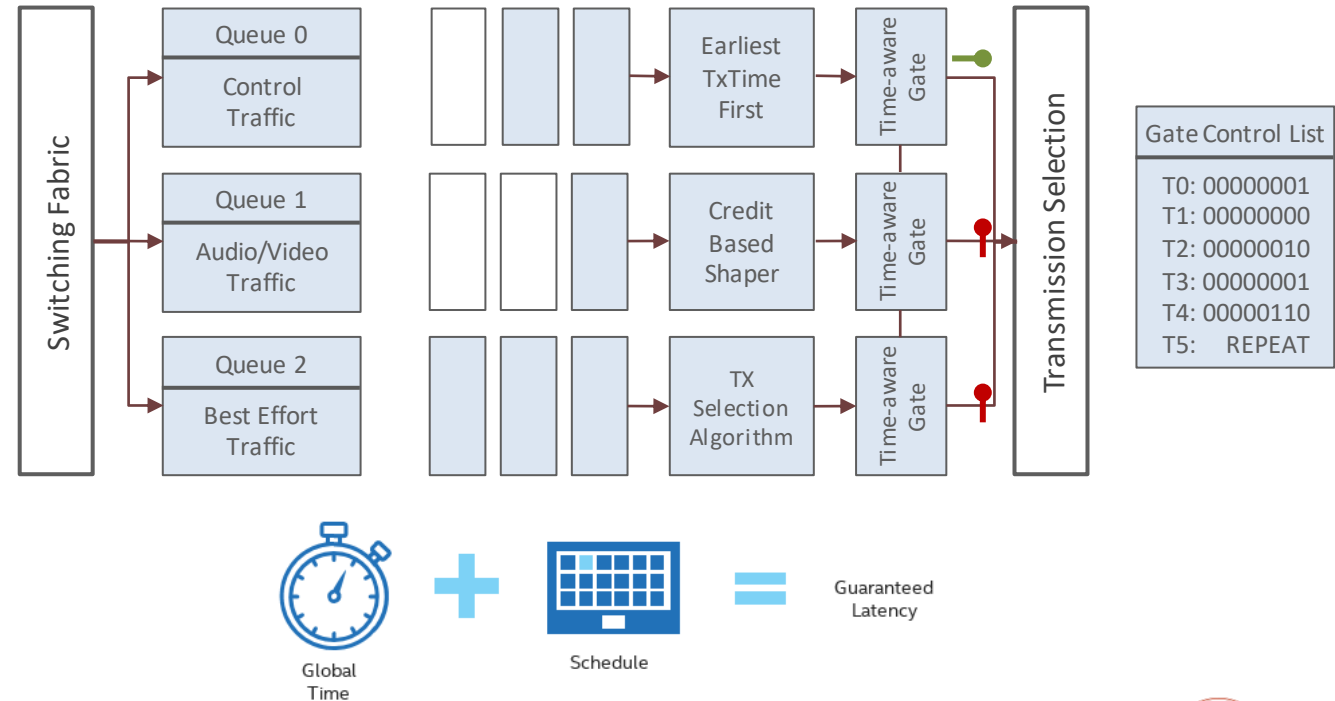 Switching Fabric
Queue 0
Control
Traffic
Queue 1
Audio/Video
Traffic
Queue 2
Best Effort
Traffic
Earliest
TxTime
First
Credit
Based
Shaper
TX
Selection
Algorithm
Time-aware
Gate
Time-aware
Gate
Time-aware
Gate
Transmission Selection
Gate Control List
T0: 00000001
T1: 00000000
T2: 00000010
T3: 00000001
T4: 00000110
T5: REPEAT
Global
Time
Schedule
Guaranteed
Latency